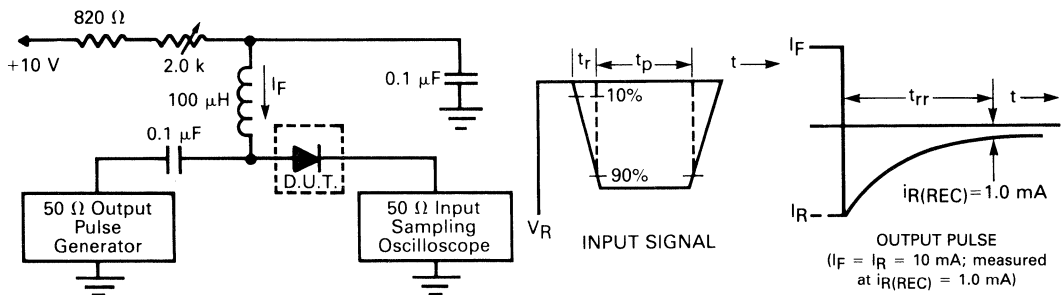 820 Ω
+10 V
2.0 k
100 μH
I_F
0.1 μF
0.1 μF
D.U.T.
50 Ω Output
Pulse
Generator
50 Ω Input
Sampling
Oscilloscope
t_r
t_p
t
10%
90%
V_R
INPUT SIGNAL
I_F
t_rr
t
i_R(REC) = 1.0 mA
I_R
OUTPUT PULSE
(I_F = I_R = 10 mA; measured
at i_R(REC) = 1.0 mA)